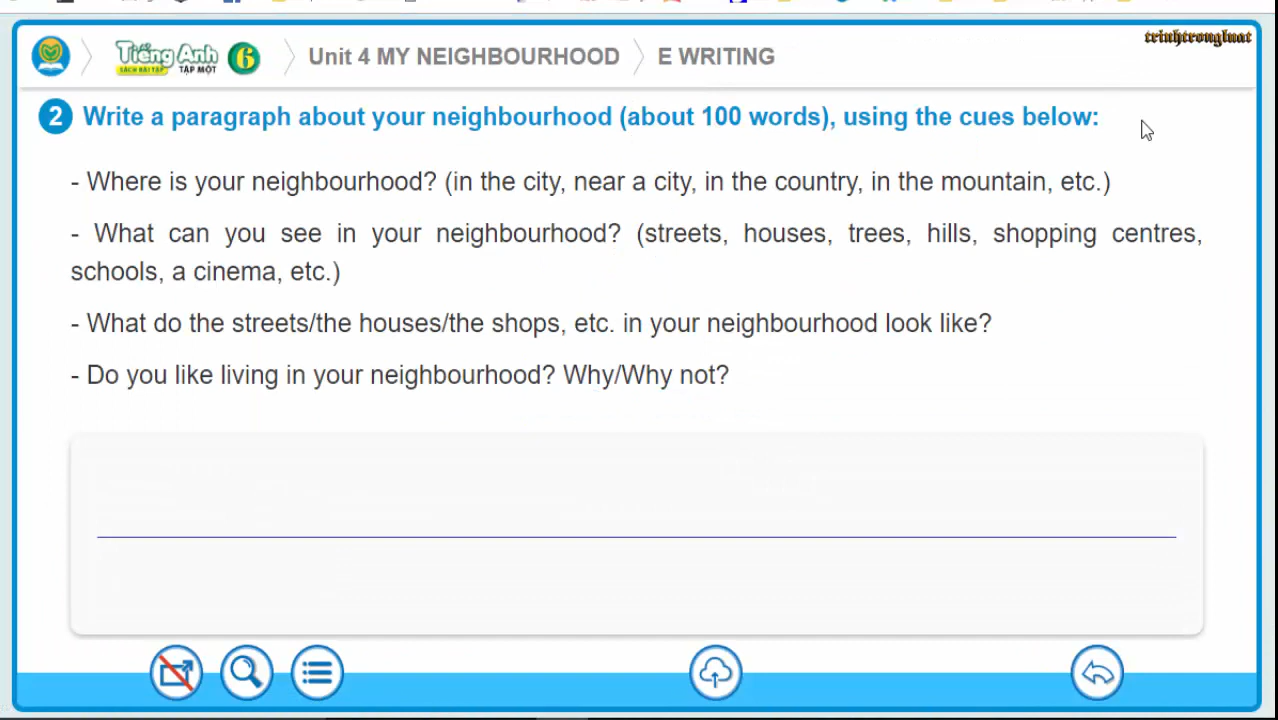 trinhtrongluat
Tiếng Anh 6
SÁCH BÀI TẬP TẬP MỘT
Unit 4 MY NEIGHBOURHOOD
E WRITING
2 Write a paragraph about your neighbourhood (about 100 words), using the cues below:
- Where is your neighbourhood? (in the city, near a city, in the country, in the mountain, etc.)
- What can you see in your neighbourhood? (streets, houses, trees, hills, shopping centres,
schools, a cinema, etc.)
- What do the streets/the houses/the shops, etc. in your neighbourhood look like?
- Do you like living in your neighbourhood? Why/Why not?